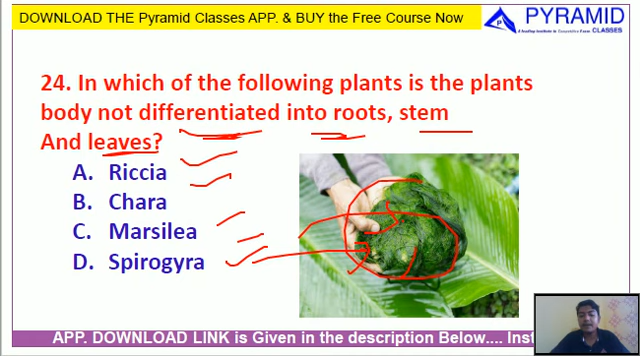 DOWNLOAD THE Pyramid Classes APP. & BUY the Free Course Now
PYRAMID
CLASSES
24. In which of the following plants is the plants
body not differentiated into roots, stem
And leaves?
A. Riccia
B. Chara
C. Marsilea
D. Spirogyra
APP. DOWNLOAD LINK is Given in the description Below.... Inst